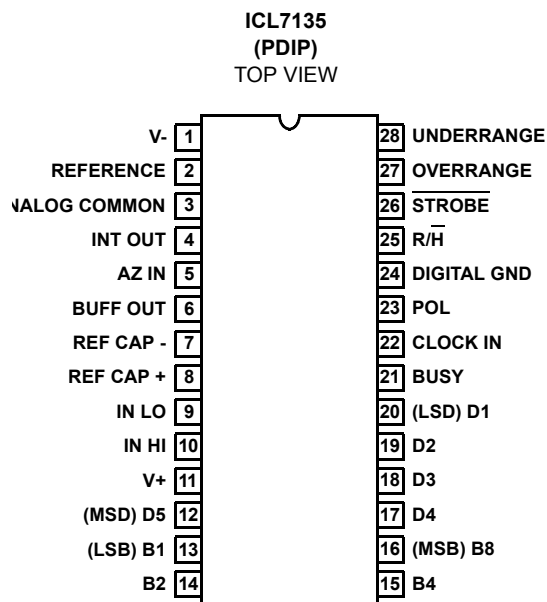 ICL7135
(PDIP)
TOP VIEW
V- 1 28 UNDERRANGE
REFERENCE 2 27 OVERRANGE
NALOG COMMON 3 26 STROBE
INT OUT 4 25 R/H
AZ IN 5 24 DIGITAL GND
BUFF OUT 6 23 POL
REF CAP - 7 22 CLOCK IN
REF CAP + 8 21 BUSY
IN LO 9 20 (LSD) D1
IN HI 10 19 D2
V+ 11 18 D3
(MSD) D5 12 17 D4
(LSB) B1 13 16 (MSB) B8
B2 14 15 B4